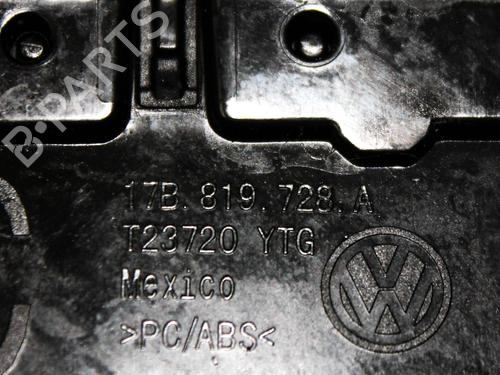 B-PARTS
17B.819.728.A
T23720 YTG
Mexico
>PC/ABS<